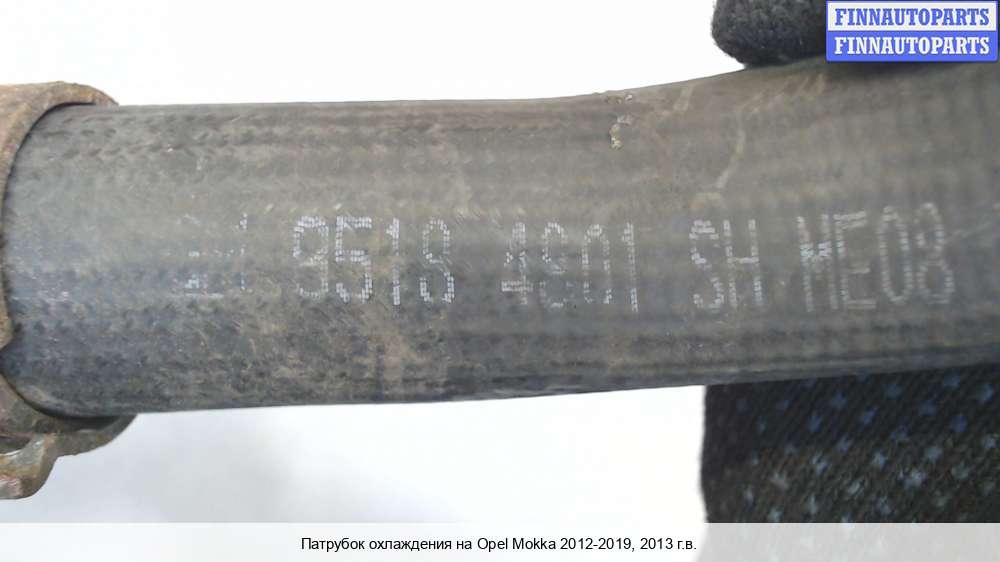 FINNAUTOPARTS
FINNAUTOPARTS
9518 4801 SH ME08
Патрубок охлаждения на Opel Mokka 2012-2019, 2013 г.в.